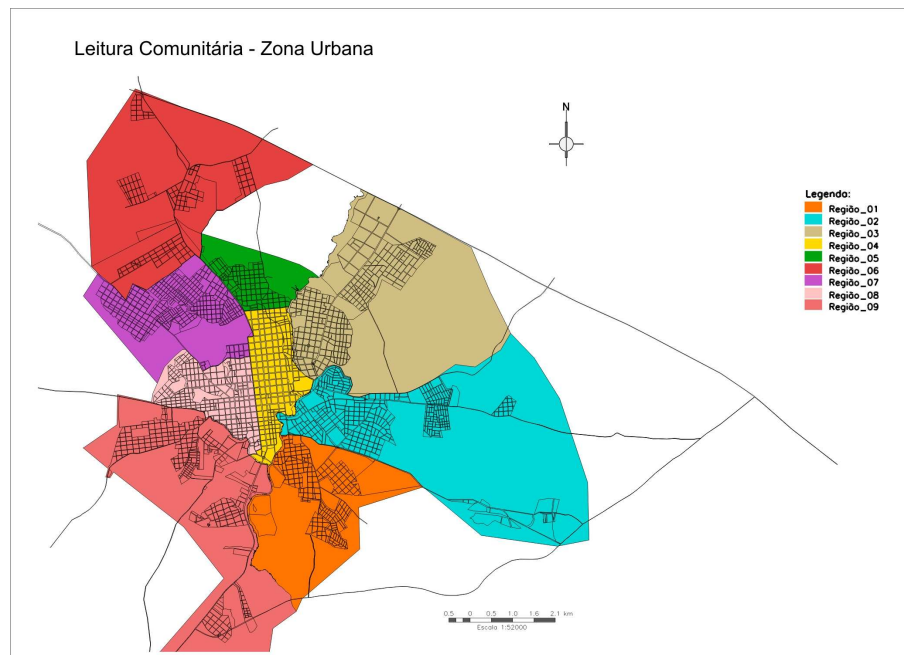 Leitura Comunitária - Zona Urbana
N
Legenda:
Região_01
Região_02
Região_03
Região_04
Região_05
Região_06
Região_07
Região_08
Região_09
0.5 0 0.5 1.0 1.6 2.1 km
Escala 1:52000